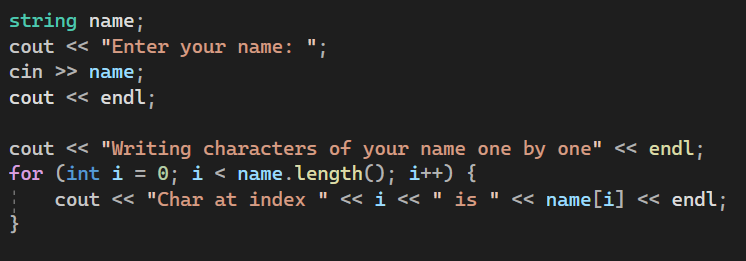 string name;
cout << "Enter your name: ";
cin >> name;
cout << endl;

cout << "Writing characters of your name one by one" << endl;
for (int i = 0; i < name.length(); i++) {
    cout << "Char at index " << i << " is " << name[i] << endl;
}